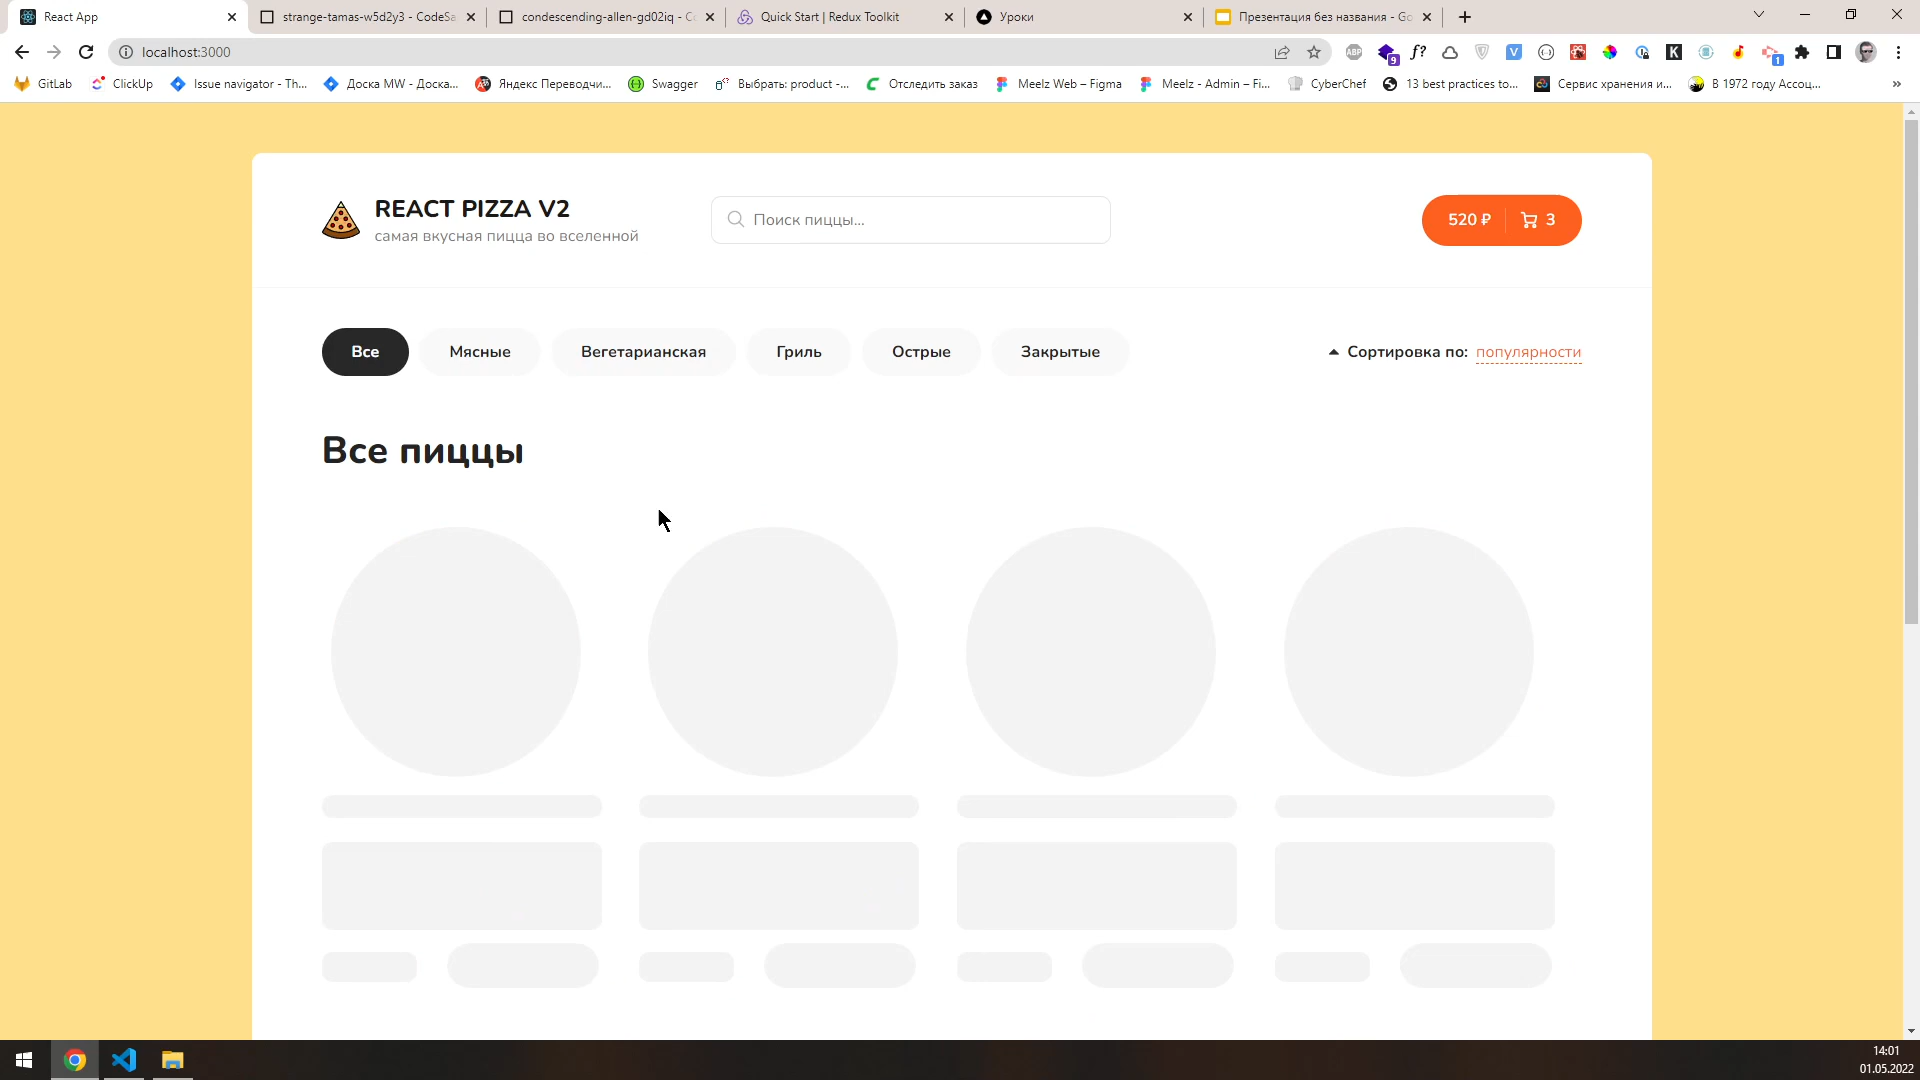 React App
strange-tamas-w5d2y3 - CodeSa
condescending-allen-gd02iq - Co
Quick Start | Redux Toolkit
Уроки
Презентация без названия - Go
localhost:3000
ABP
9
f?
V
K
1
GitLab
ClickUp
Issue navigator - Th...
Доска MW - Доска...
Яндекс Переводчи...
Swagger
Выбрать: product -...
Отследить заказ
Meelz Web – Figma
Meelz - Admin – Fi...
CyberChef
13 best practices to...
Сервис хранения и...
В 1972 году Ассоц...
»
REACT PIZZA V2
самая вкусная пицца во вселенной
Поиск пиццы...
520 ₽
3
Все
Мясные
Вегетарианская
Гриль
Острые
Закрытые
Сортировка по: популярности
Все пиццы
14:01
01.05.2022